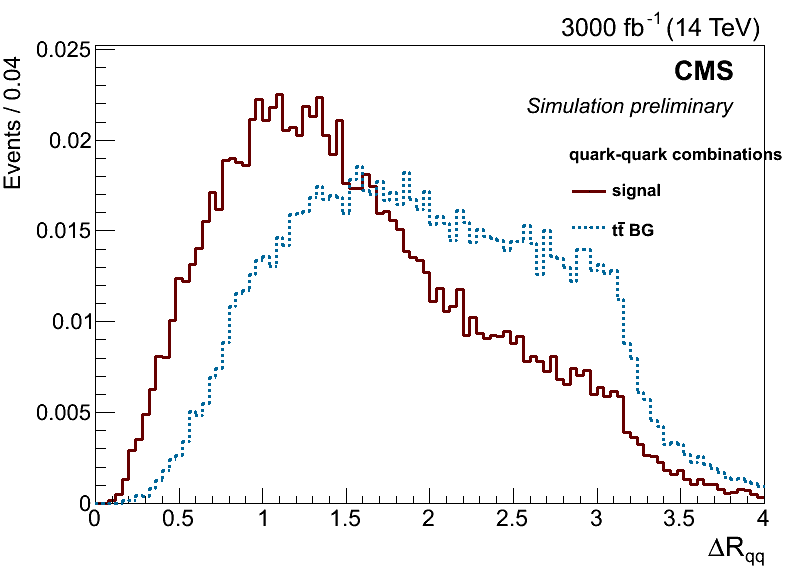 3000 fb⁻¹ (14 TeV)
Events / 0.04
0.025
0.02
0.015
0.01
0.005
0
CMS
Simulation preliminary
quark-quark combinations
signal
tt̄ BG
0 0.5 1 1.5 2 2.5 3 3.5 4
ΔR_qq